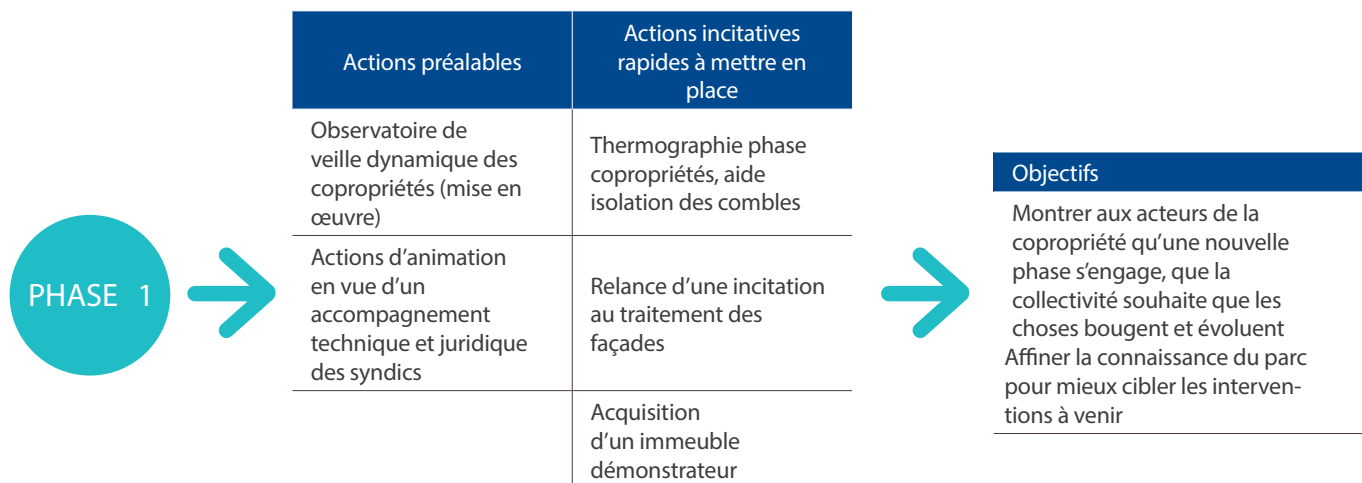 PHASE 1
Actions préalables
Actions incitatives
rapides à mettre en
place
Observatoire de
veille dynamique des
copropriétés (mise en
œuvre)
Thermographie phase
copropriétés, aide
isolation des combles
Actions d’animation
en vue d’un
accompagnement
technique et juridique
des syndics
Relance d’une incitation
au traitement des
façades
Acquisition
d’un immeuble
démonstrateur
Objectifs
Montrer aux acteurs de la
copropriété qu’une nouvelle
phase s’engage, que la
collectivité souhaite que les
choses bougent et évoluent
Affiner la connaissance du parc
pour mieux cibler les interven-
tions à venir